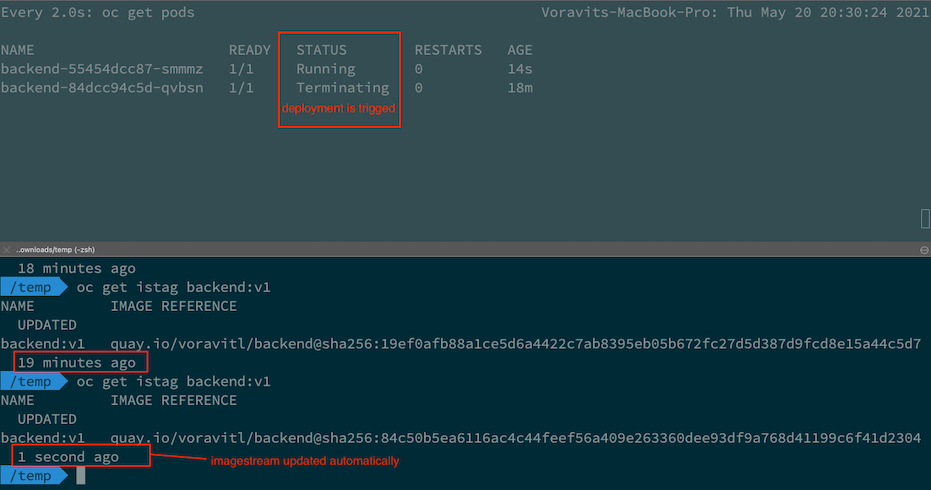 Every 2.0s: oc get pods Voravits-MacBook-Pro: Thu May 20 20:30:24 2021
NAME READY STATUS RESTARTS AGE
backend-55454dcc87-smmmz 1/1 Running 0 14s
backend-84dcc94c5d-qvbsn 1/1 Terminating 0 18m
deployment is trigged
..ownloads/temp (-zsh)
18 minutes ago
/temp oc get istag backend:v1
NAME IMAGE REFERENCE
UPDATED
backend:v1 quay.io/voravitl/backend@sha256:19ef0afb88a1ce5d6a4422c7ab8395eb05b672fc27d5d387d9fcd8e15a44c5d7
19 minutes ago
/temp oc get istag backend:v1
NAME IMAGE REFERENCE
UPDATED
backend:v1 quay.io/voravitl/backend@sha256:84c50b5ea6116ac4c44feef56a409e263360dee93df9a768d41199c6f41d2304
1 second ago
imagestream updated automatically
/temp